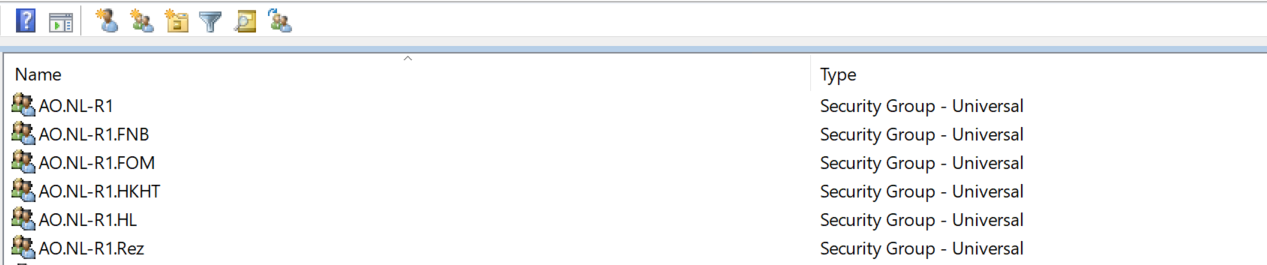 Name Type
AO.NL-R1 Security Group - Universal
AO.NL-R1.FNB Security Group - Universal
AO.NL-R1.FOM Security Group - Universal
AO.NL-R1.HKHT Security Group - Universal
AO.NL-R1.HL Security Group - Universal
AO.NL-R1.Rez Security Group - Universal